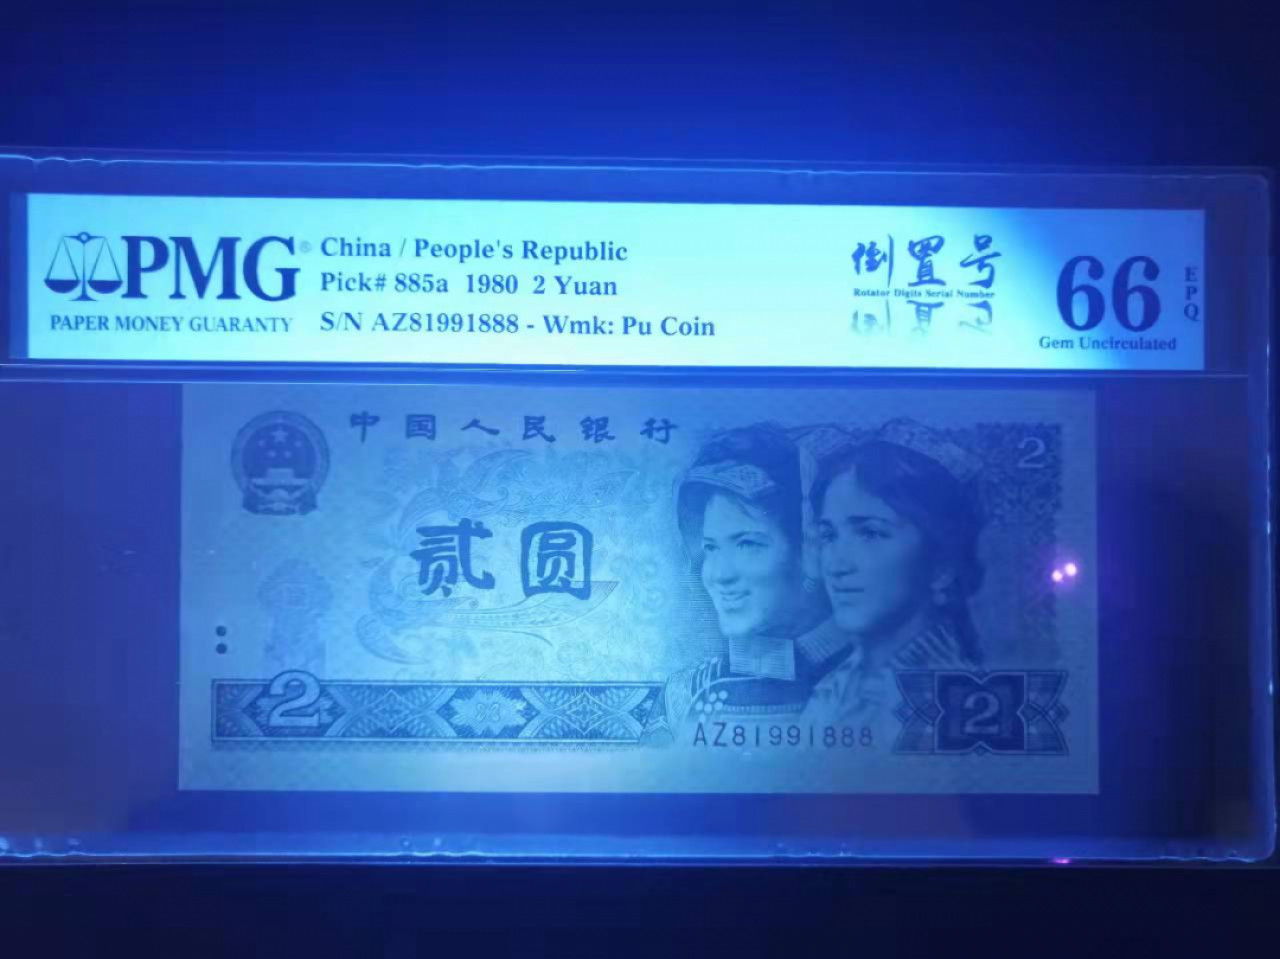 PMG®
PAPER MONEY GUARANTY
China / People's Republic
Pick# 885a 1980 2 Yuan
S/N AZ81991888 - Wmk: Pu Coin
倒置号
Rotator Digits Serial Number
66
EPQ
Gem Uncirculated
中国人民银行
2
贰圆
2
AZ81991888
2